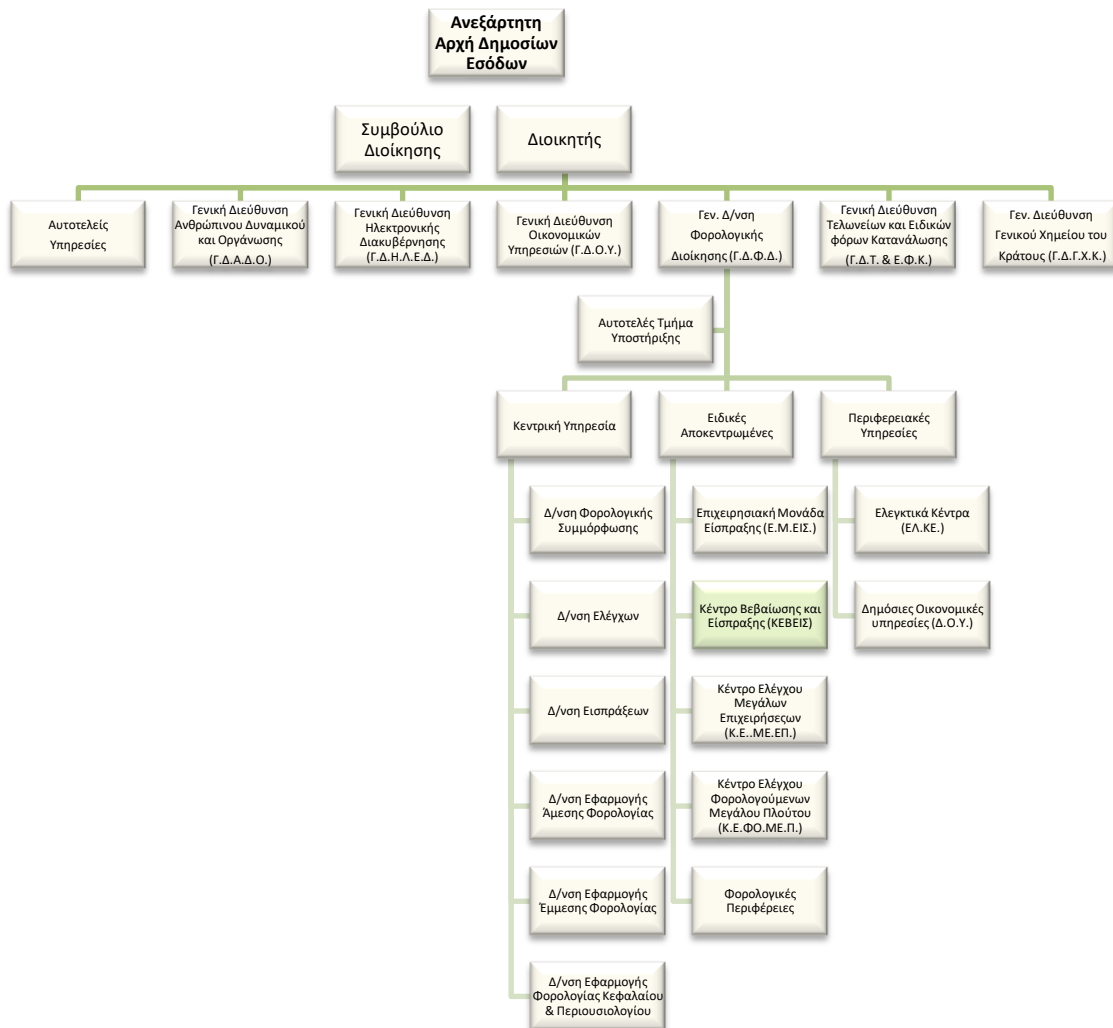 Ανεξάρτητη
Αρχή Δημοσίων
Εσόδων
Συμβούλιο
Διοίκησης
Διοικητής
Αυτοτελείς
Υπηρεσίες
Γενική Διεύθυνση
Ανθρώπινου Δυναμικού
και Οργάνωσης
(Γ.Δ.Α.Δ.Ο.)
Γενική Διεύθυνση
Ηλεκτρονικής
Διακυβέρνησης
(Γ.Δ.Η.Λ.Ε.Δ.)
Γενική Διεύθυνση
Οικονομικών
Υπηρεσιών (Γ.Δ.Ο.Υ.)
Γεν. Δ/νση
Φορολογικής
Διοίκησης (Γ.Δ.Φ.Δ.)
Γενική Διεύθυνση
Τελωνείων και Ειδικών
φόρων Κατανάλωσης
(Γ.Δ.Τ. & Ε.Φ.Κ.)
Γεν. Διεύθυνση
Γενικού Χημείου του
Κράτους (Γ.Δ.Γ.Χ.Κ.)
Αυτοτελές Τμήμα
Υποστήριξης
Κεντρική Υπηρεσία
Ειδικές
Αποκεντρωμένες
Περιφερειακές
Υπηρεσίες
Δ/νση Φορολογικής
Συμμόρφωσης
Επιχειρησιακή Μονάδα
Είσπραξης (Ε.Μ.ΕΙΣ.)
Ελεγκτικά Κέντρα
(ΕΛ.ΚΕ.)
Δ/νση Ελέγχων
Κέντρο Βεβαίωσης και
Είσπραξης (ΚΕΒΕΙΣ)
Δημόσιες Οικονομικές
υπηρεσίες (Δ.Ο.Υ.)
Δ/νση Εισπράξεων
Κέντρο Ελέγχου
Μεγάλων
Επιχειρήσεςων
(Κ.Ε..ΜΕ.ΕΠ.)
Δ/νση Εφαρμογής
Άμεσης Φορολογίας
Κέντρο Ελέγχου
Φορολογούμενων
Μεγάλου Πλούτου
(Κ.Ε.ΦΟ.ΜΕ.Π.)
Δ/νση Εφαρμογής
Έμμεσης Φορολογίας
Φορολογικές
Περιφέρειες
Δ/νση Εφαρμογής
Φορολογίας Κεφαλαίου
& Περιουσιολογίου